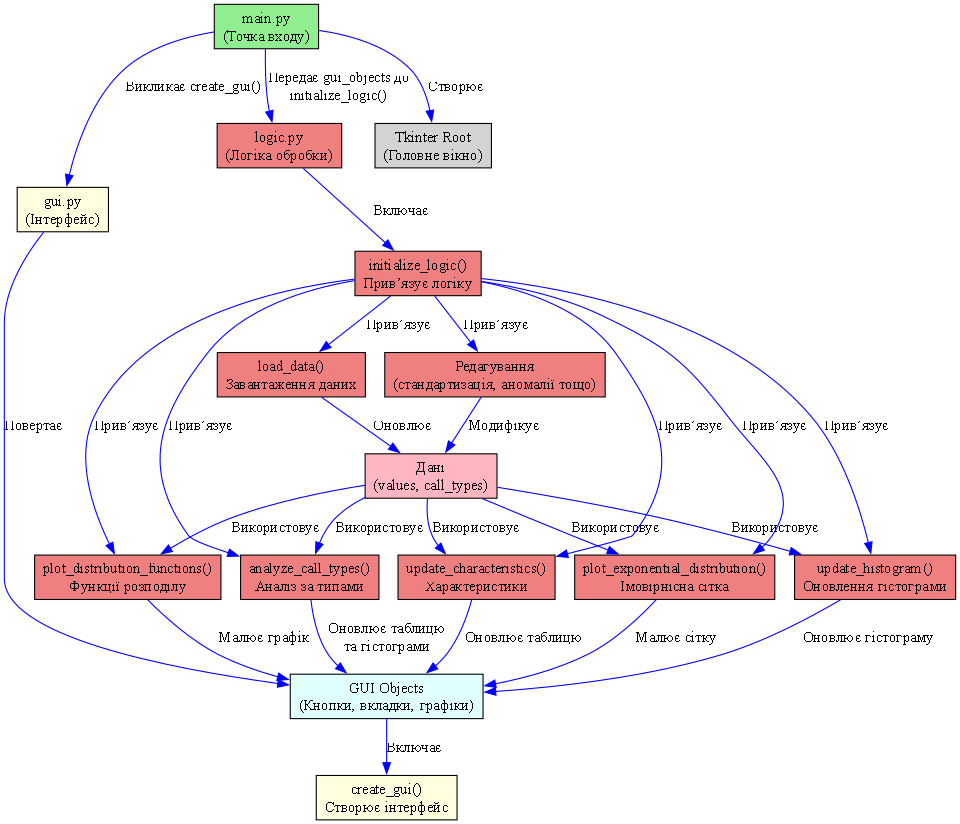 main.py
(Точка входу)
Викликає create_gui()
Передає gui_objects до
initialize_logic()
Створює
logic.py
(Логіка обробки)
Tkinter Root
(Головне вікно)
gui.py
(Інтерфейс)
Включає
initialize_logic()
Прив'язує логіку
Прив'язує
Прив'язує
load_data()
Завантаження даних
Редагування
(стандартизація, аномалії тощо)
Повертає
Прив'язує
Прив'язує
Оновлює
Модифікує
Прив'язує
Прив'язує
Прив'язує
Дані
(values, call_types)
Використовує
Використовує
Використовує
Використовує
Використовує
plot_distribution_functions()
Функції розподілу
analyze_call_types()
Аналіз за типами
update_characteristics()
Характеристики
plot_exponential_distribution()
Імовірнісна сітка
update_histogram()
Оновлення гістограми
Малює графік
Оновлює таблицю
та гістограми
Оновлює таблицю
Малює сітку
Оновлює гістограму
GUI Objects
(Кнопки, вкладки, графіки)
Включає
create_gui()
Створює інтерфейс